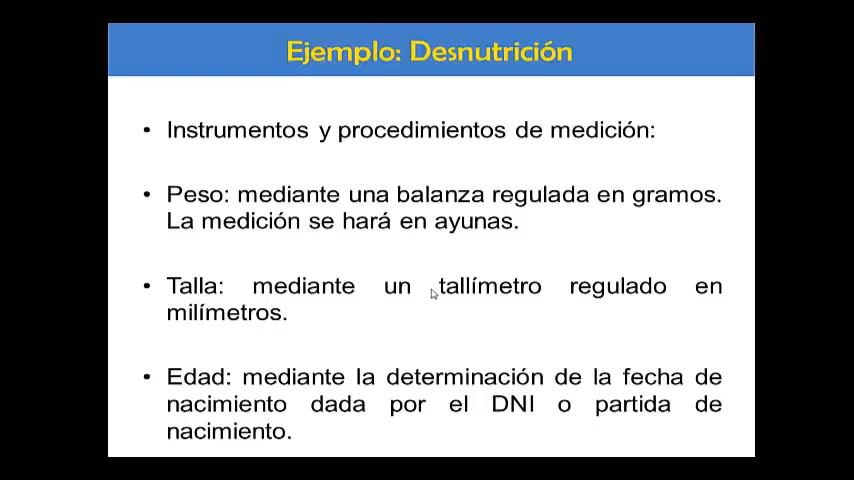 Ejemplo: Desnutrición
• Instrumentos y procedimientos de medición:
• Peso: mediante una balanza regulada en gramos.
La medición se hará en ayunas.
• Talla: mediante un tallímetro regulado en
milímetros.
• Edad: mediante la determinación de la fecha de
nacimiento dada por el DNI o partida de
nacimiento.